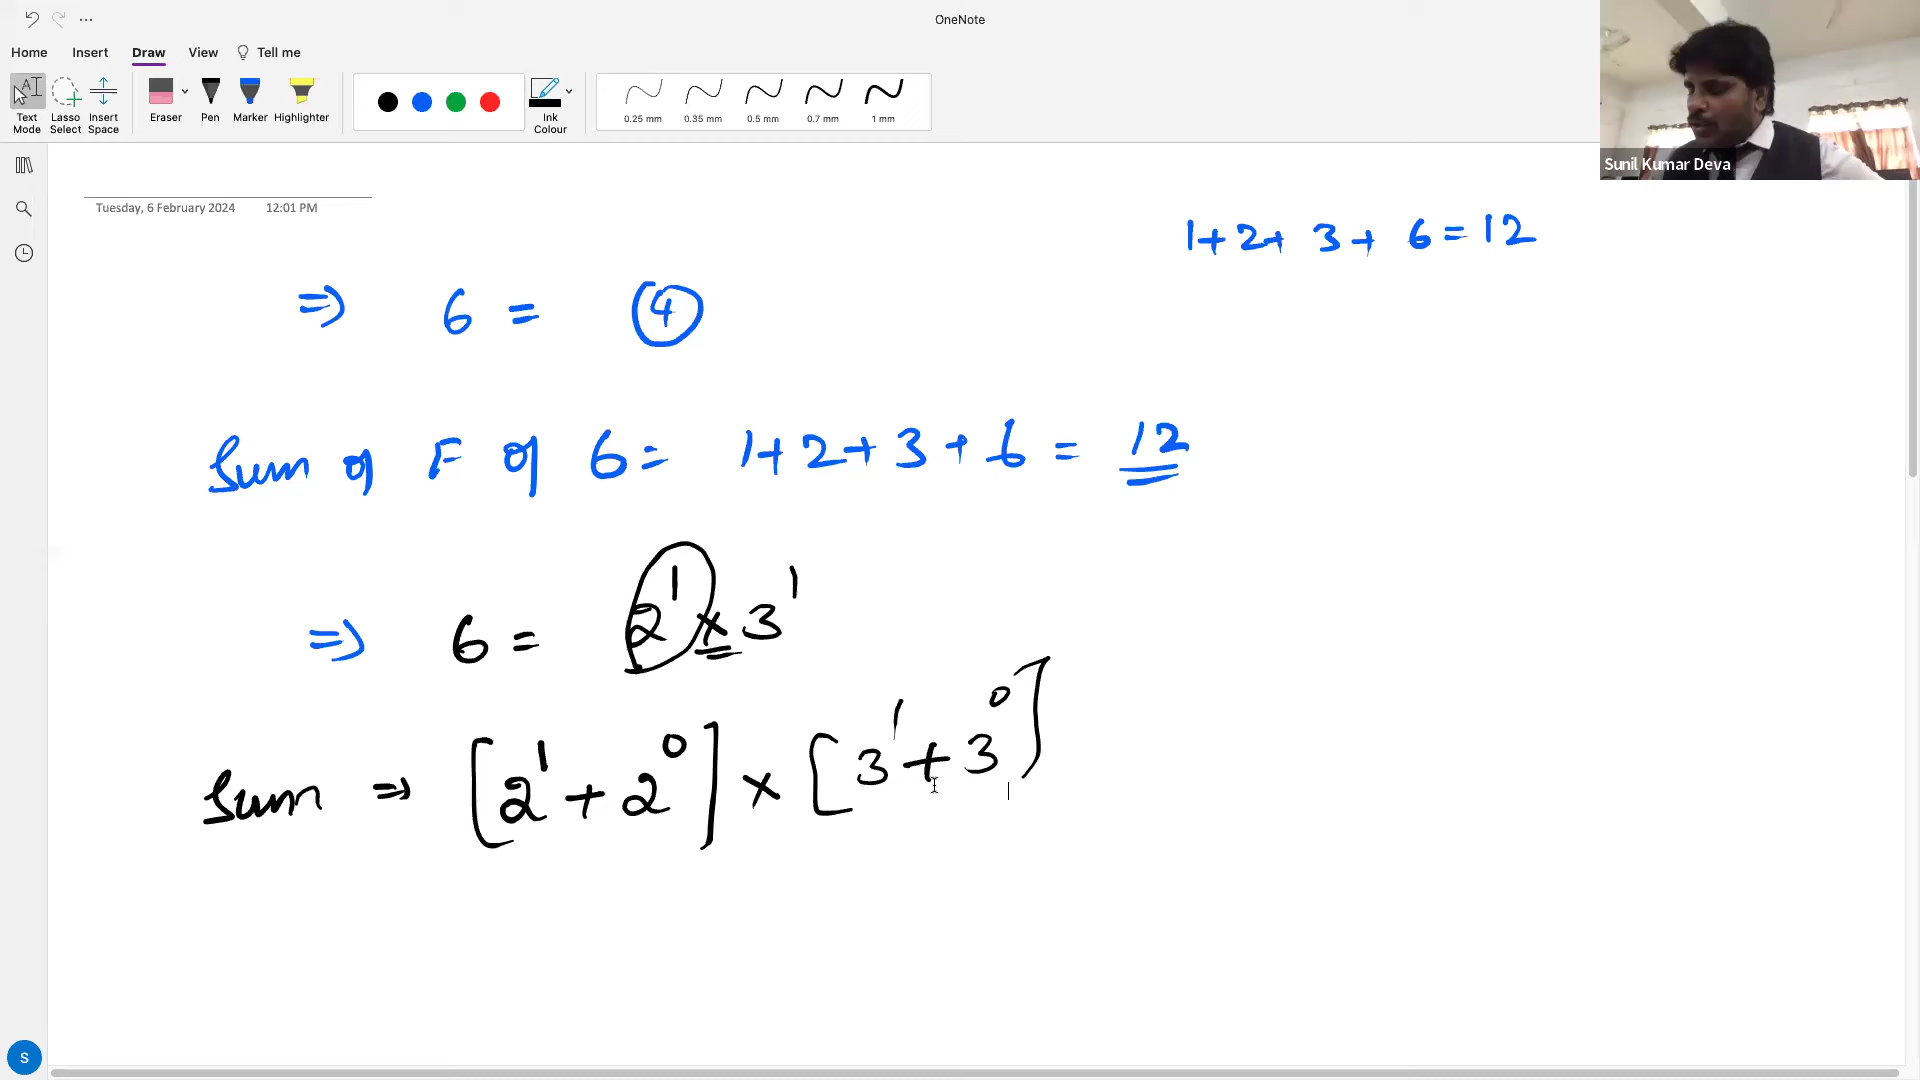 OneNote
Home Insert Draw View Tell me
Text Mode Lasso Select Insert Space Eraser Pen Marker Highlighter Ink Colour 0.25 mm 0.35 mm 0.5 mm 0.7 mm 1 mm
Sunil Kumar Deva
Tuesday, 6 February 2024 12:01 PM
1+2+ 3+ 6=12
⇒ 6 = 4
Sum of F of 6 = 1+2+3+6 = 12
⇒ 6 = 2¹ × 3¹
Sum ⇒ [2¹ + 2⁰] × [3¹ + 3⁰]
S